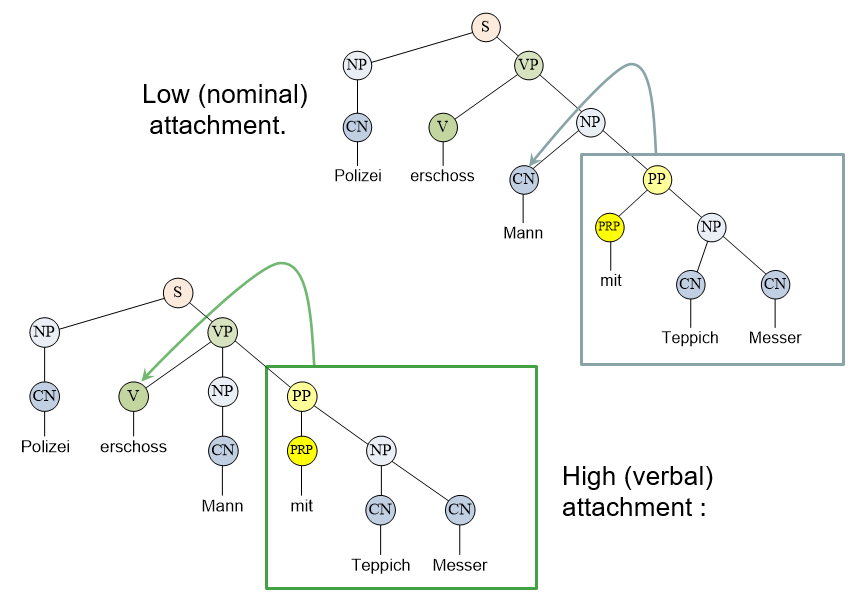 S
NP
VP
Low (nominal)
attachment.
CN
V
NP
Polizei
erschoss
CN
PP
Mann
PRP
NP
mit
CN
CN
Teppich
Messer
S
NP
VP
CN
V
NP
PP
Polizei
erschoss
CN
PRP
NP
Mann
mit
CN
CN
Teppich
Messer
High (verbal)
attachment :